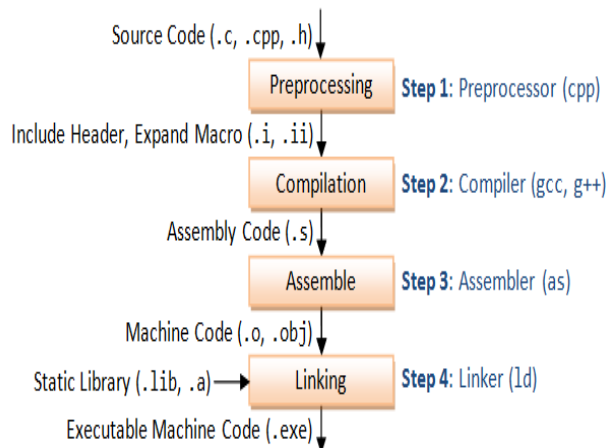 Source Code (.c, .cpp, .h)
Preprocessing
Step 1: Preprocessor (cpp)
Include Header, Expand Macro (.i, .ii)
Compilation
Step 2: Compiler (gcc, g++)
Assembly Code (.s)
Assemble
Step 3: Assembler (as)
Machine Code (.o, .obj)
Static Library (.lib, .a)
Linking
Step 4: Linker (ld)
Executable Machine Code (.exe)